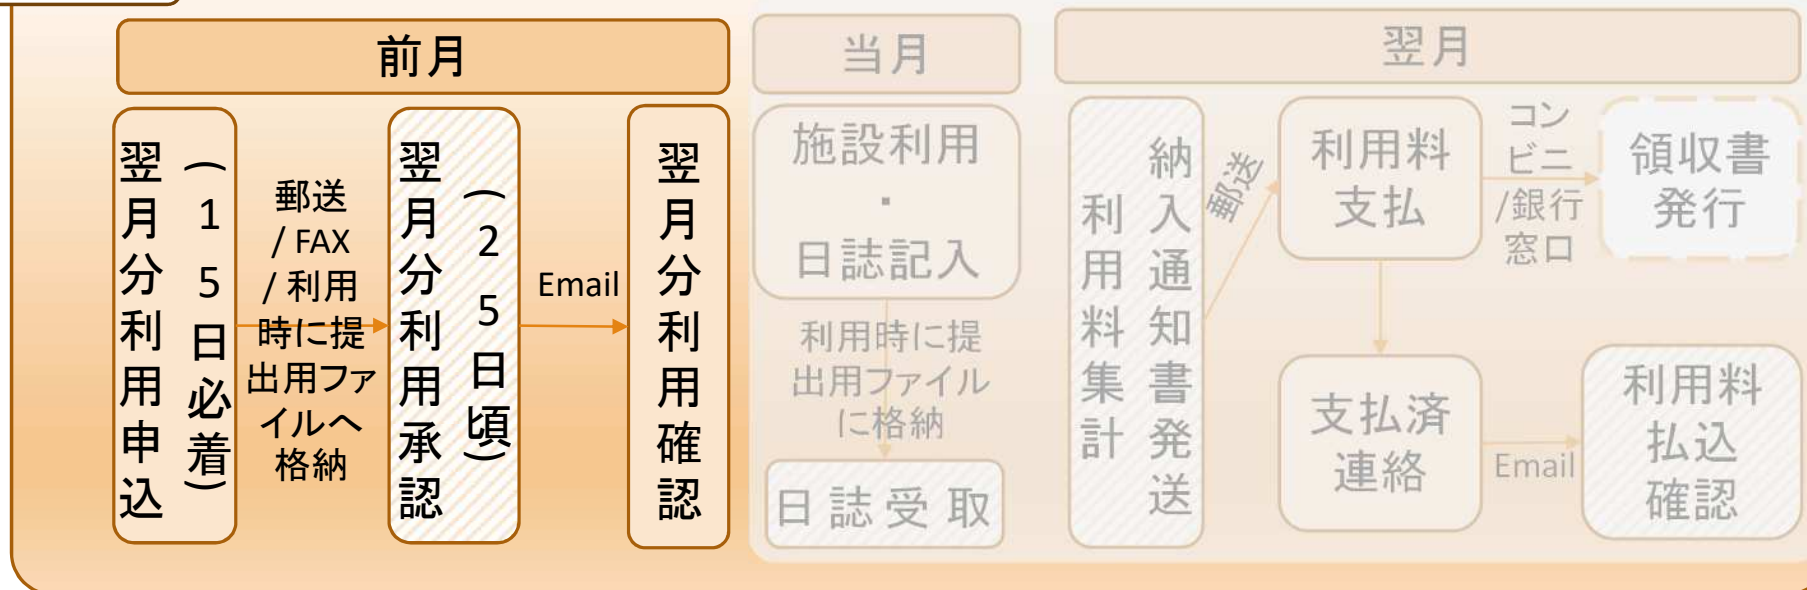 前月
翌月分利用申込
(15日必着)
郵送
/ FAX
/ 利用
時に提
出用ファ
イルへ
格納
翌月分利用承認
(25日頃)
Email
翌月分利用確認
当月
施設利用
・
日誌記入
利用時に提
出用ファイル
に格納
日誌受取
翌月
納入通知書発送
利用料集計
郵送
利用料
支払
コン
ビニ
/銀行
窓口
領収書
発行
支払済
連絡
Email
利用料
払込
確認